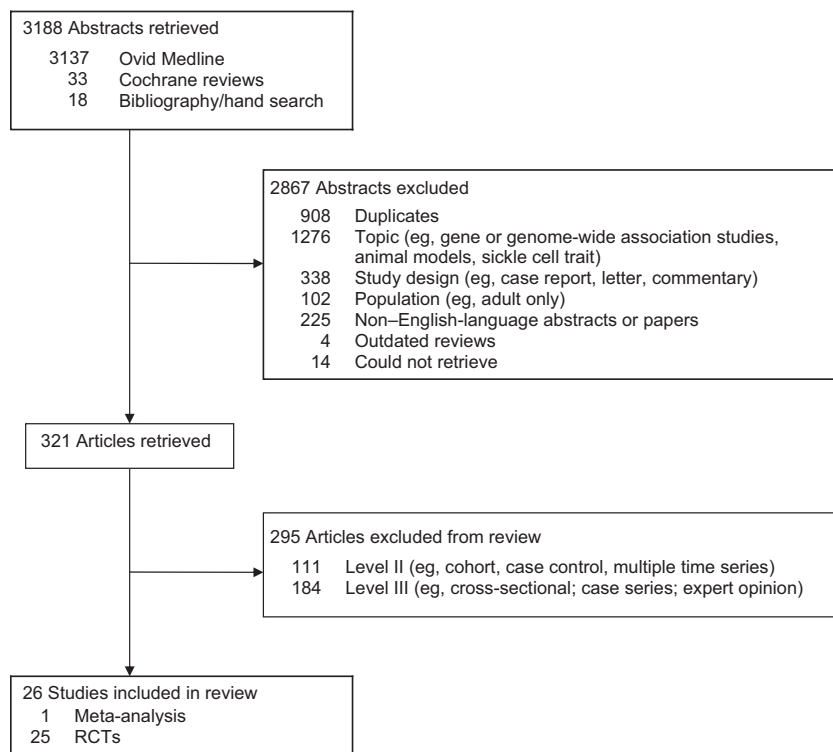 3188 Abstracts retrieved
3137 Ovid Medline
33 Cochrane reviews
18 Bibliography/hand search
2867 Abstracts excluded
908 Duplicates
1276 Topic (eg, gene or genome-wide association studies,
animal models, sickle cell trait)
338 Study design (eg, case report, letter, commentary)
102 Population (eg, adult only)
225 Non–English-language abstracts or papers
4 Outdated reviews
14 Could not retrieve
321 Articles retrieved
295 Articles excluded from review
111 Level II (eg, cohort, case control, multiple time series)
184 Level III (eg, cross-sectional; case series; expert opinion)
26 Studies included in review
1 Meta-analysis
25 RCTs